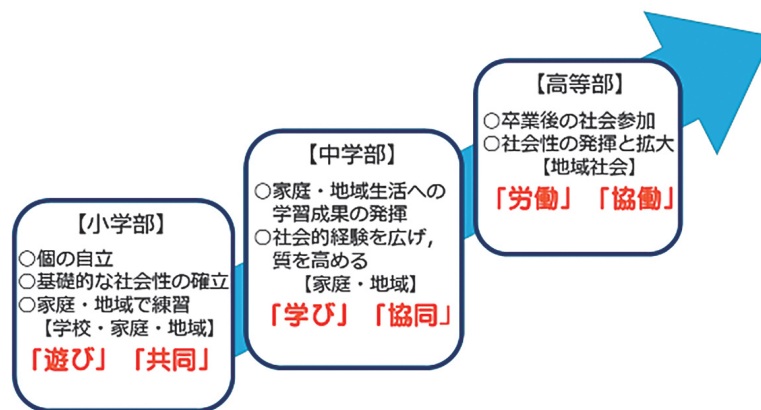 【小学部】
○個の自立
○基礎的な社会性の確立
○家庭・地域で練習
【学校・家庭・地域】
「遊び」「共同」
【中学部】
○家庭・地域生活への
学習成果の発揮
○社会的経験を広げ，
質を高める
【家庭・地域】
「学び」「協同」
【高等部】
○卒業後の社会参加
○社会性の発揮と拡大
【地域社会】
「労働」「協働」